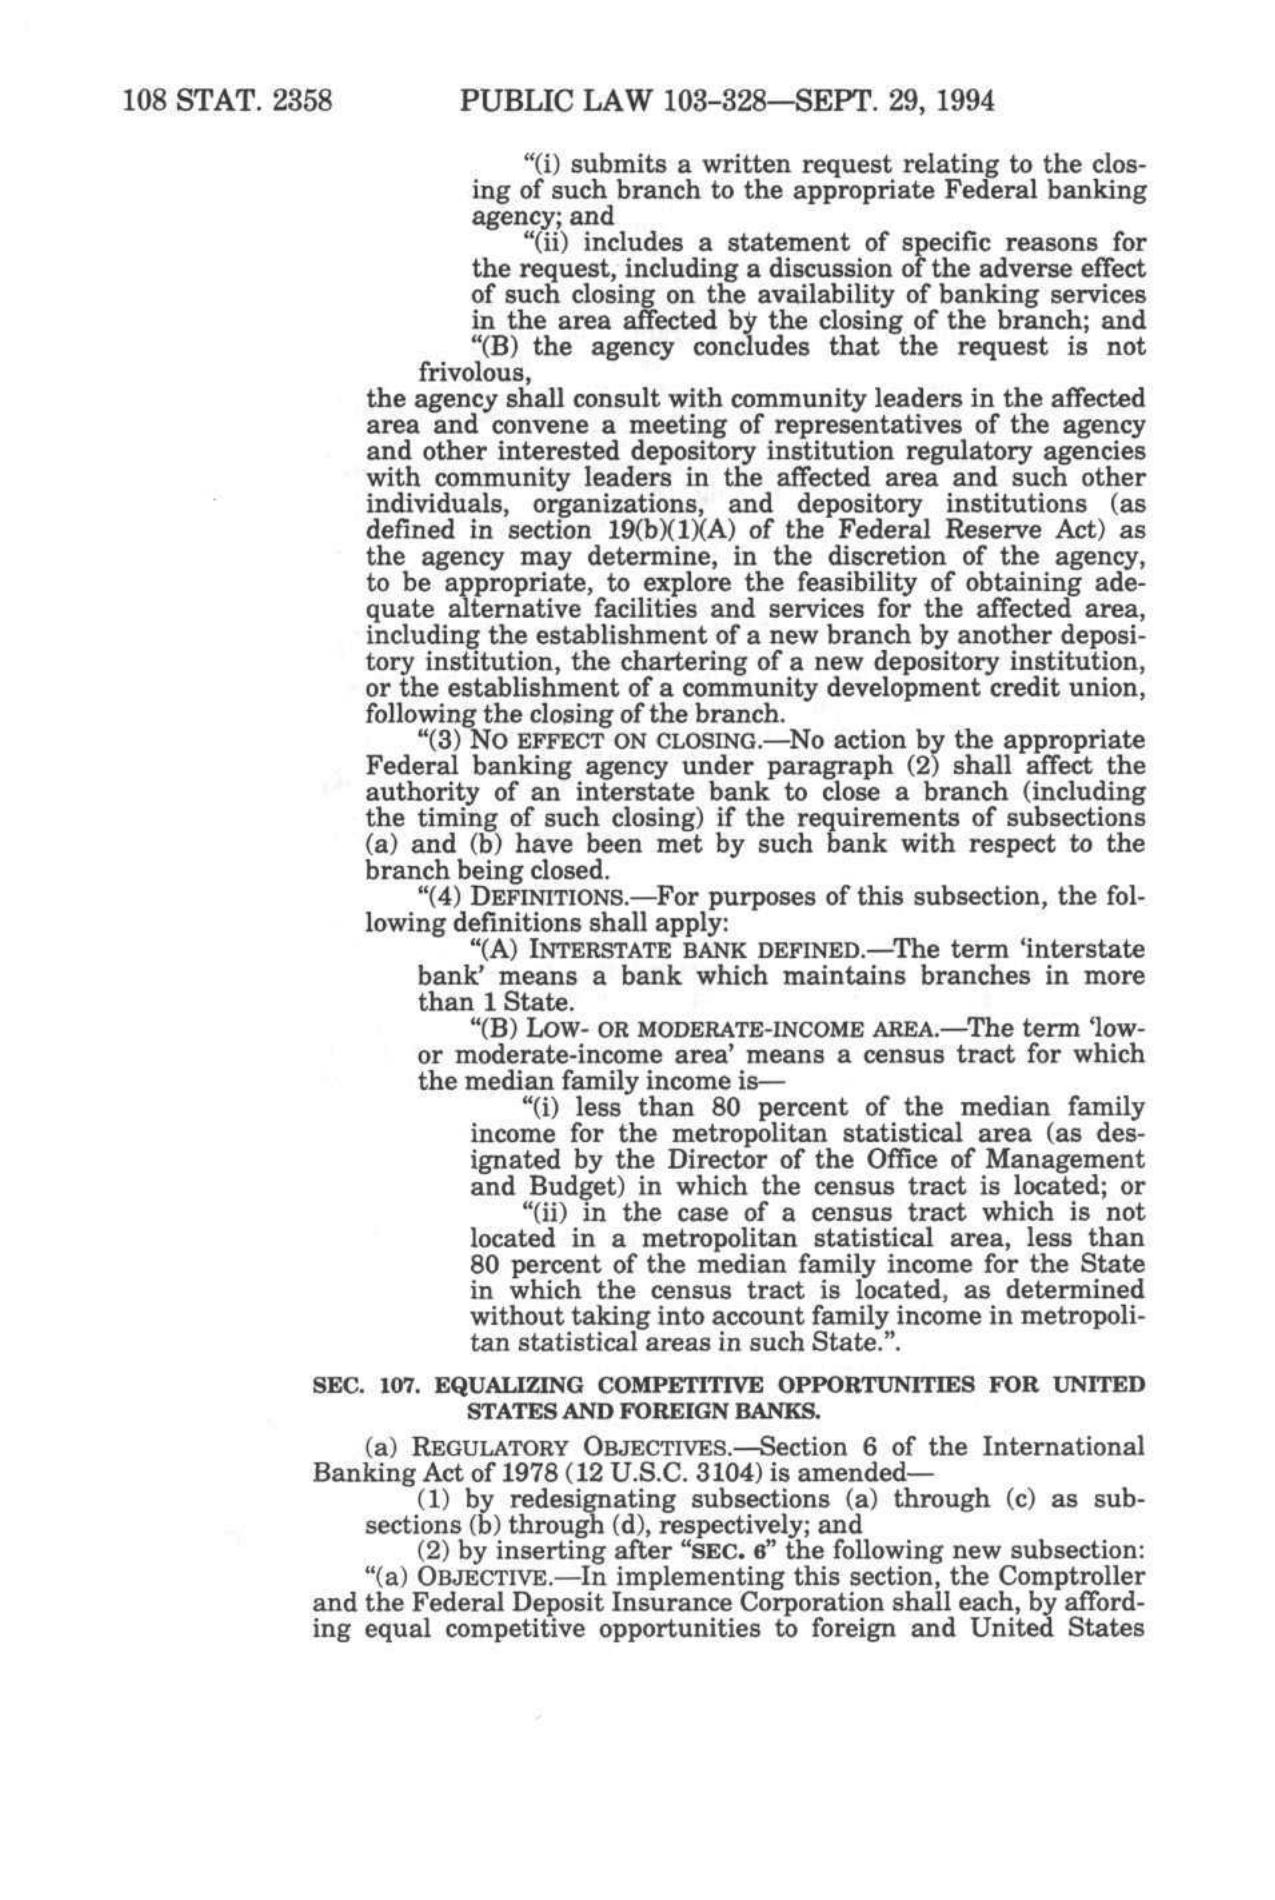 108 STAT. 2358 PUBLIC LAW 103–328—SEPT. 29, 1994
“(i) submits a written request relating to the clos-
ing of such branch to the appropriate Federal banking
agency; and
“(ii) includes a statement of specific reasons for
the request, including a discussion of the adverse effect
of such closing on the availability of banking services
in the area affected by the closing of the branch; and
“(B) the agency concludes that the request is not
frivolous,
the agency shall consult with community leaders in the affected
area and convene a meeting of representatives of the agency
and other interested depository institution regulatory agencies
with community leaders in the affected area and such other
individuals, organizations, and depository institutions (as
defined in section 19(b)(1)(A) of the Federal Reserve Act) as
the agency may determine, in the discretion of the agency,
to be appropriate, to explore the feasibility of obtaining ade-
quate alternative facilities and services for the affected area,
including the establishment of a new branch by another deposi-
tory institution, the chartering of a new depository institution,
or the establishment of a community development credit union,
following the closing of the branch.
“(3) NO EFFECT ON CLOSING.—No action by the appropriate
Federal banking agency under paragraph (2) shall affect the
authority of an interstate bank to close a branch (including
the timing of such closing) if the requirements of subsections
(a) and (b) have been met by such bank with respect to the
branch being closed.
“(4) DEFINITIONS.—For purposes of this subsection, the fol-
lowing definitions shall apply:
“(A) INTERSTATE BANK DEFINED.—The term ‘interstate
bank’ means a bank which maintains branches in more
than 1 State.
“(B) LOW- OR MODERATE-INCOME AREA.—The term ‘low-
or moderate-income area’ means a census tract for which
the median family income is—
“(i) less than 80 percent of the median family
income for the metropolitan statistical area (as des-
ignated by the Director of the Office of Management
and Budget) in which the census tract is located; or
“(ii) in the case of a census tract which is not
located in a metropolitan statistical area, less than
80 percent of the median family income for the State
in which the census tract is located, as determined
without taking into account family income in metropoli-
tan statistical areas in such State.”.
SEC. 107. EQUALIZING COMPETITIVE OPPORTUNITIES FOR UNITED
STATES AND FOREIGN BANKS.
(a) REGULATORY OBJECTIVES.—Section 6 of the International
Banking Act of 1978 (12 U.S.C. 3104) is amended—
(1) by redesignating subsections (a) through (c) as sub-
sections (b) through (d), respectively; and
(2) by inserting after “SEC. 6” the following new subsection:
“(a) OBJECTIVE.—In implementing this section, the Comptroller
and the Federal Deposit Insurance Corporation shall each, by afford-
ing equal competitive opportunities to foreign and United States